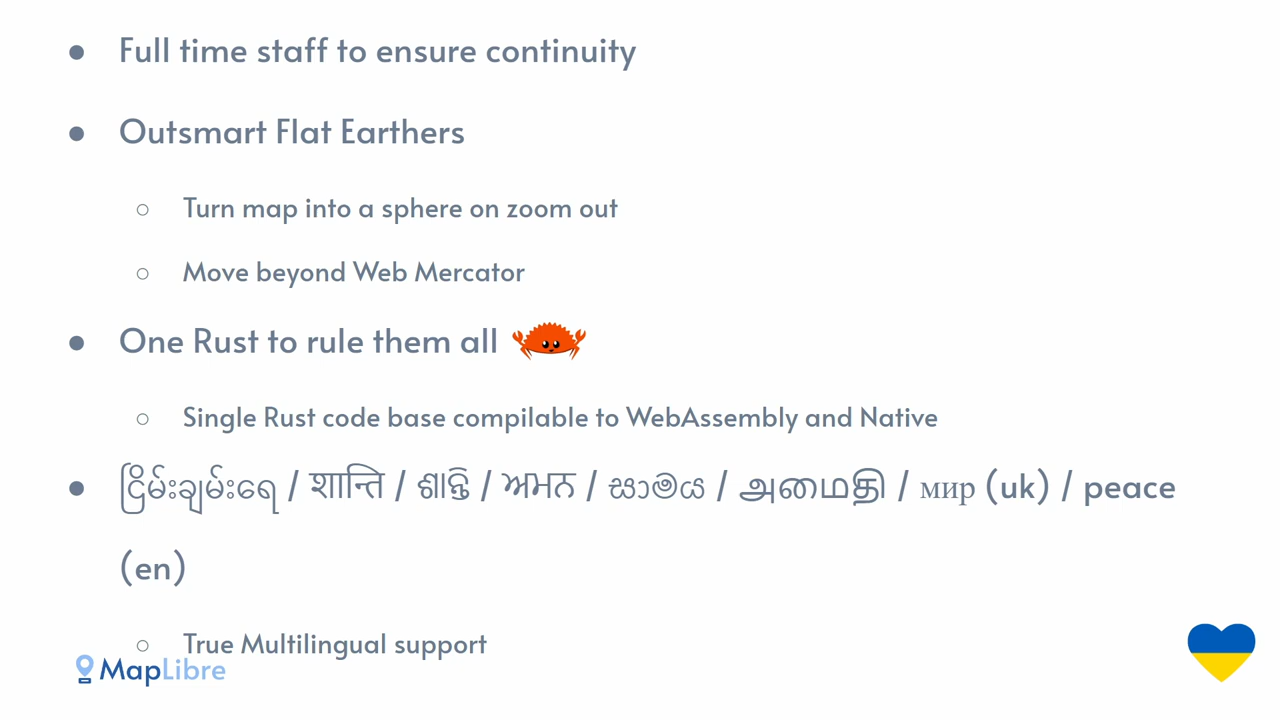 ● Full time staff to ensure continuity
● Outsmart Flat Earthers
○ Turn map into a sphere on zoom out
○ Move beyond Web Mercator
● One Rust to rule them all 🦀
○ Single Rust code base compilable to WebAssembly and Native
● ငြိမ်းချမ်းရေ / शान्ति / શાન્તિ / ਅਮਨ / සාමය / அமைதி / мир (uk) / peace
(en)
○ True Multilingual support
MapLibre